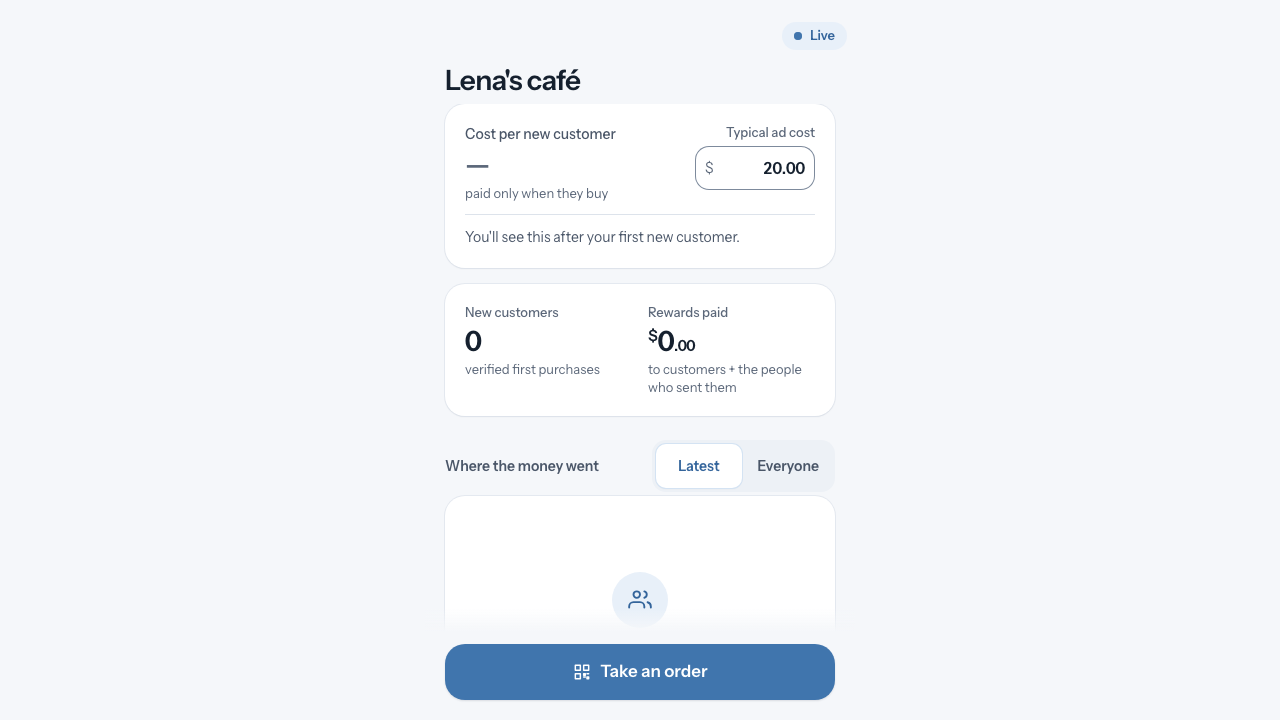 Live
Lena's café
Cost per new customer
Typical ad cost
—
$ 20.00
paid only when they buy
You'll see this after your first new customer.
New customers
Rewards paid
0
$0.00
verified first purchases
to customers + the people
who sent them
Where the money went
Latest
Everyone
Take an order